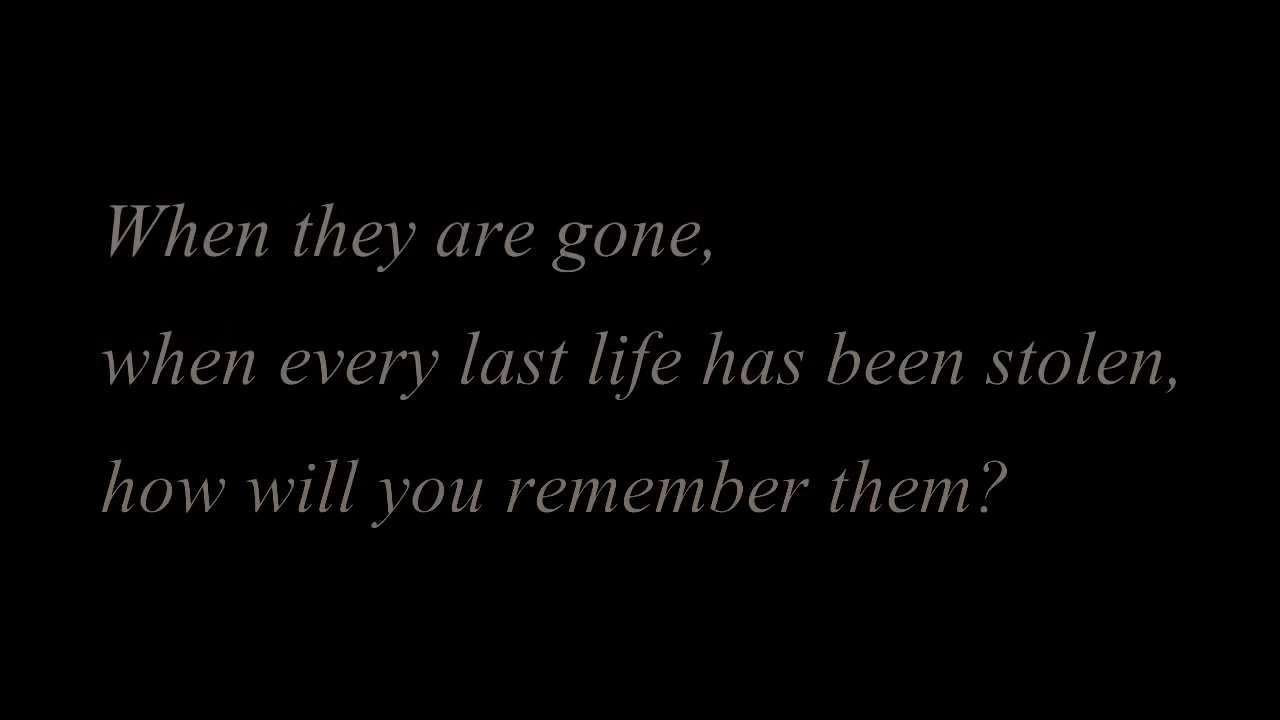 When they are gone,
when every last life has been stolen,
how will you remember them?